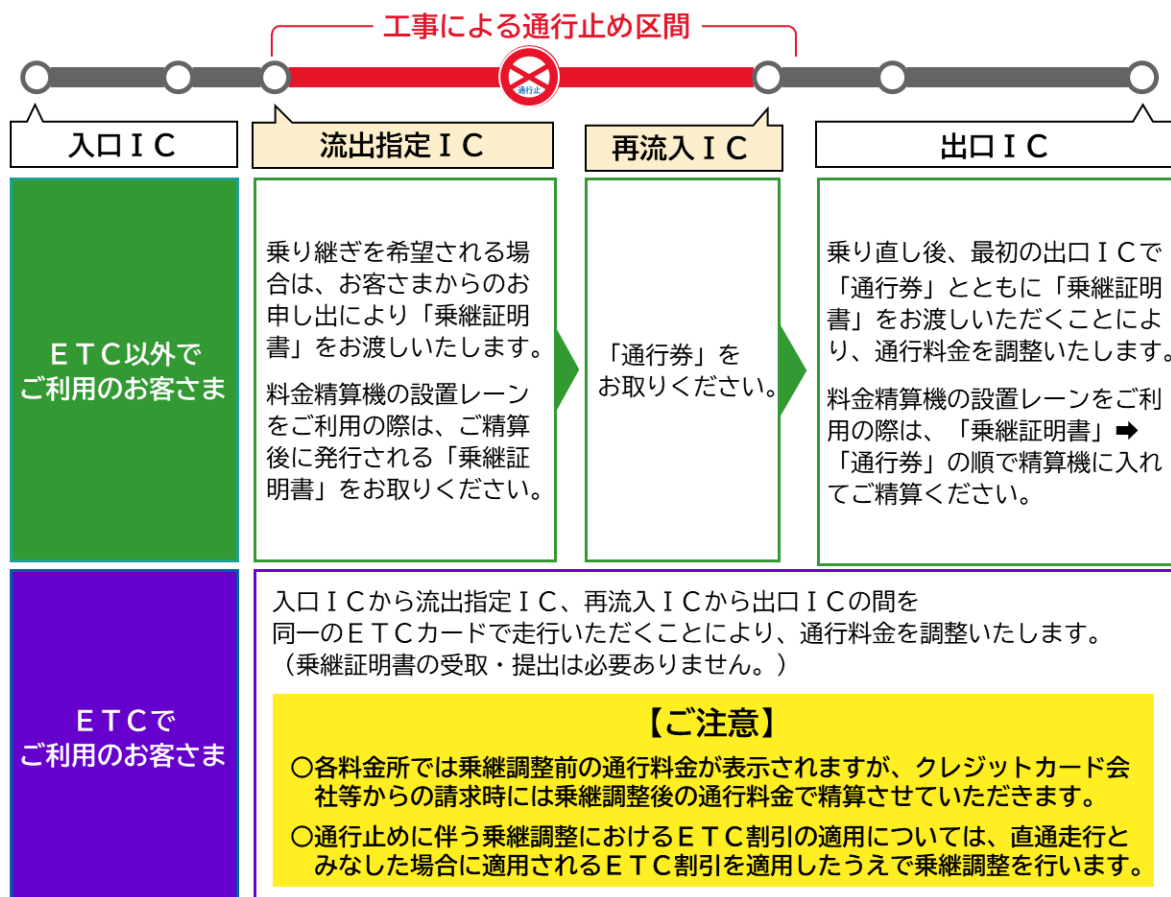 工事による通行止め区間
通行止
入口ＩＣ
流出指定ＩＣ
再流入ＩＣ
出口ＩＣ
ＥＴＣ以外で
ご利用のお客さま
乗り継ぎを希望される場
合は、お客さまからのお
申し出により「乗継証明
書」をお渡しいたします。
料金精算機の設置レーン
をご利用の際は、ご精算
後に発行される「乗継証
明書」をお取りください。
「通行券」を
お取りください。
乗り直し後、最初の出口ＩＣで
「通行券」とともに「乗継証明
書」をお渡しいただくことによ
り、通行料金を調整いたします。
料金精算機の設置レーンをご利
用の際は、「乗継証明書」➡
「通行券」の順で精算機に入れ
てご精算ください。
ＥＴＣで
ご利用のお客さま
入口ＩＣから流出指定ＩＣ、再流入ＩＣから出口ＩＣの間を
同一のＥＴＣカードで走行いただくことにより、通行料金を調整いたします。
（乗継証明書の受取・提出は必要ありません。）
【ご注意】
○各料金所では乗継調整前の通行料金が表示されますが、クレジットカード会
社等からの請求時には乗継調整後の通行料金で精算させていただきます。
○通行止めに伴う乗継調整におけるＥＴＣ割引の適用については、直通走行と
みなした場合に適用されるＥＴＣ割引を適用したうえで乗継調整を行います。